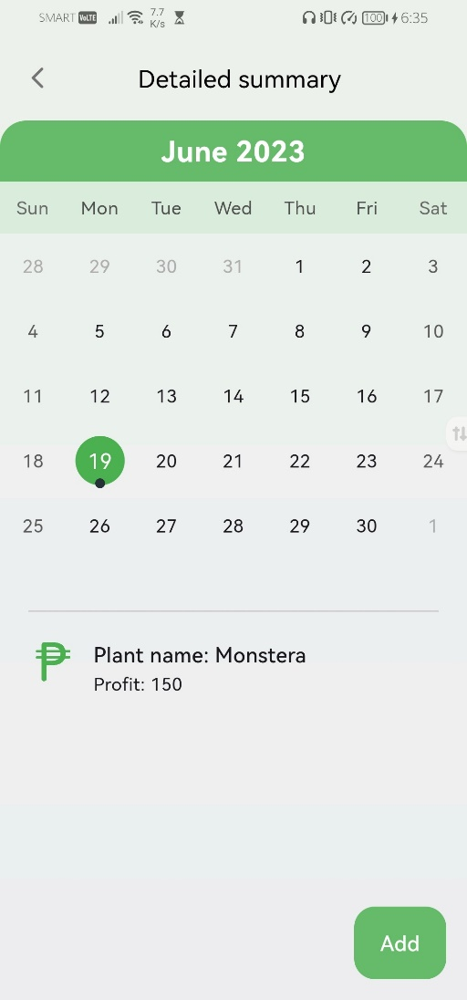 SMART VoLTE 7.7 K/s 100 6:35
Detailed summary
June 2023
Sun Mon Tue Wed Thu Fri Sat
28 29 30 31 1 2 3
4 5 6 7 8 9 10
11 12 13 14 15 16 17
18 19 20 21 22 23 24
25 26 27 28 29 30 1
₱ Plant name: Monstera
Profit: 150
Add